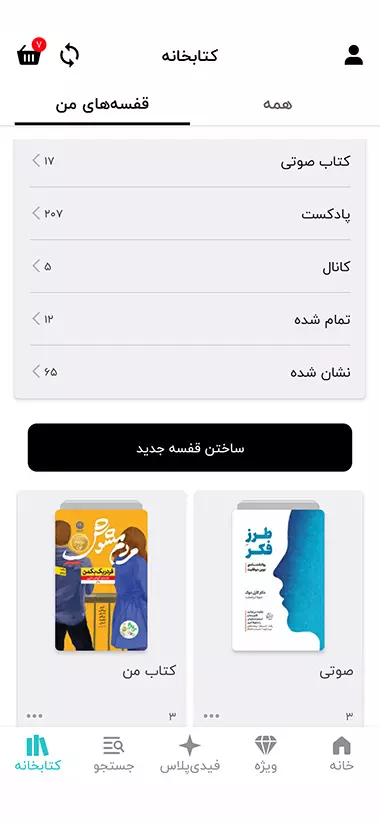 کتابخانه
۷
همه
قفسه‌های من
کتاب صوتی
۱۷
پادکست
۲۰۷
کانال
۵
تمام شده
۱۲
نشان شده
۶۵
ساختن قفسه جدید
طرز فکر
مردم مشوش
فردریک بکمن
صوتی
۳
کتاب من
۳
خانه
ویژه
فیدی‌پلاس
جستجو
کتابخانه